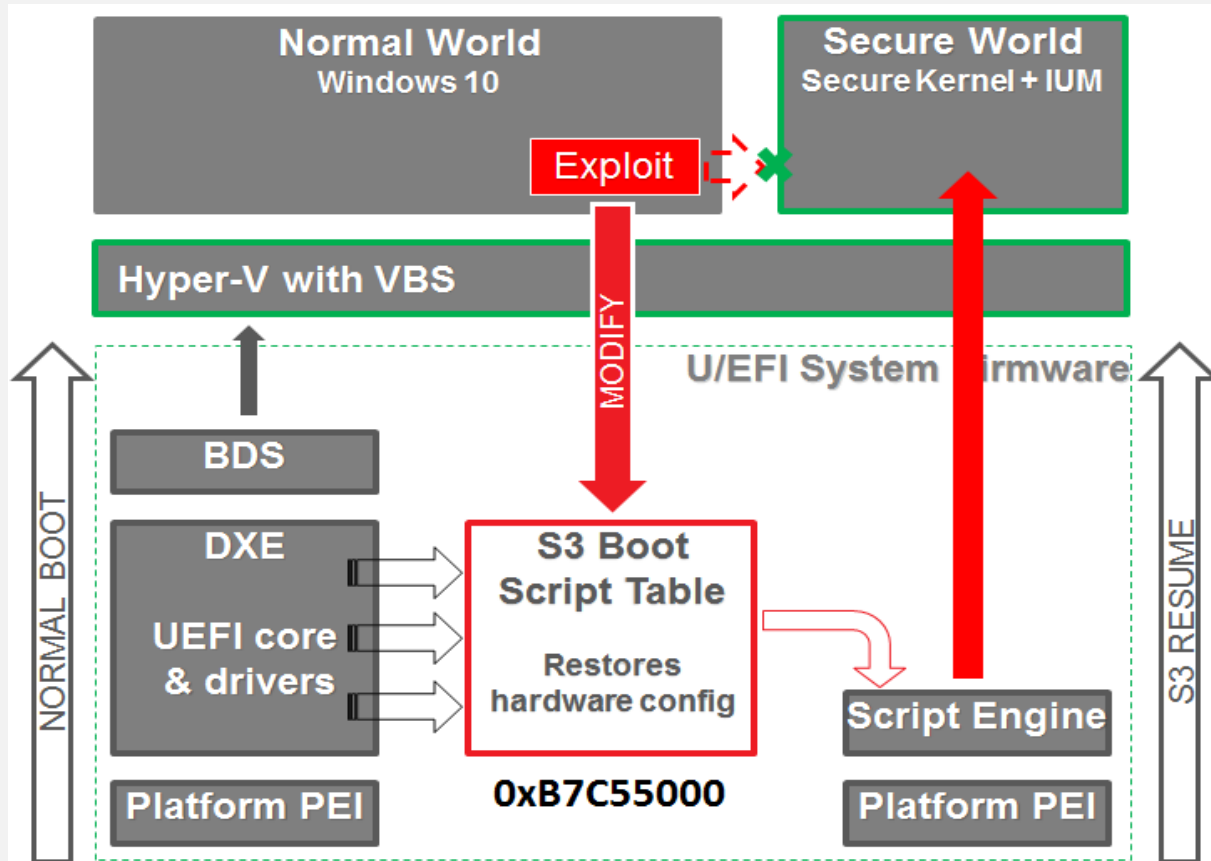 Normal World
Windows 10
Secure World
Secure Kernel + IUM
Exploit
Hyper-V with VBS
MODIFY
U/EFI System irmware
NORMAL BOOT
BDS
DXE
UEFI core
& drivers
S3 Boot
Script Table
Restores
hardware config
Script Engine
S3 RESUME
Platform PEI
0xB7C55000
Platform PEI